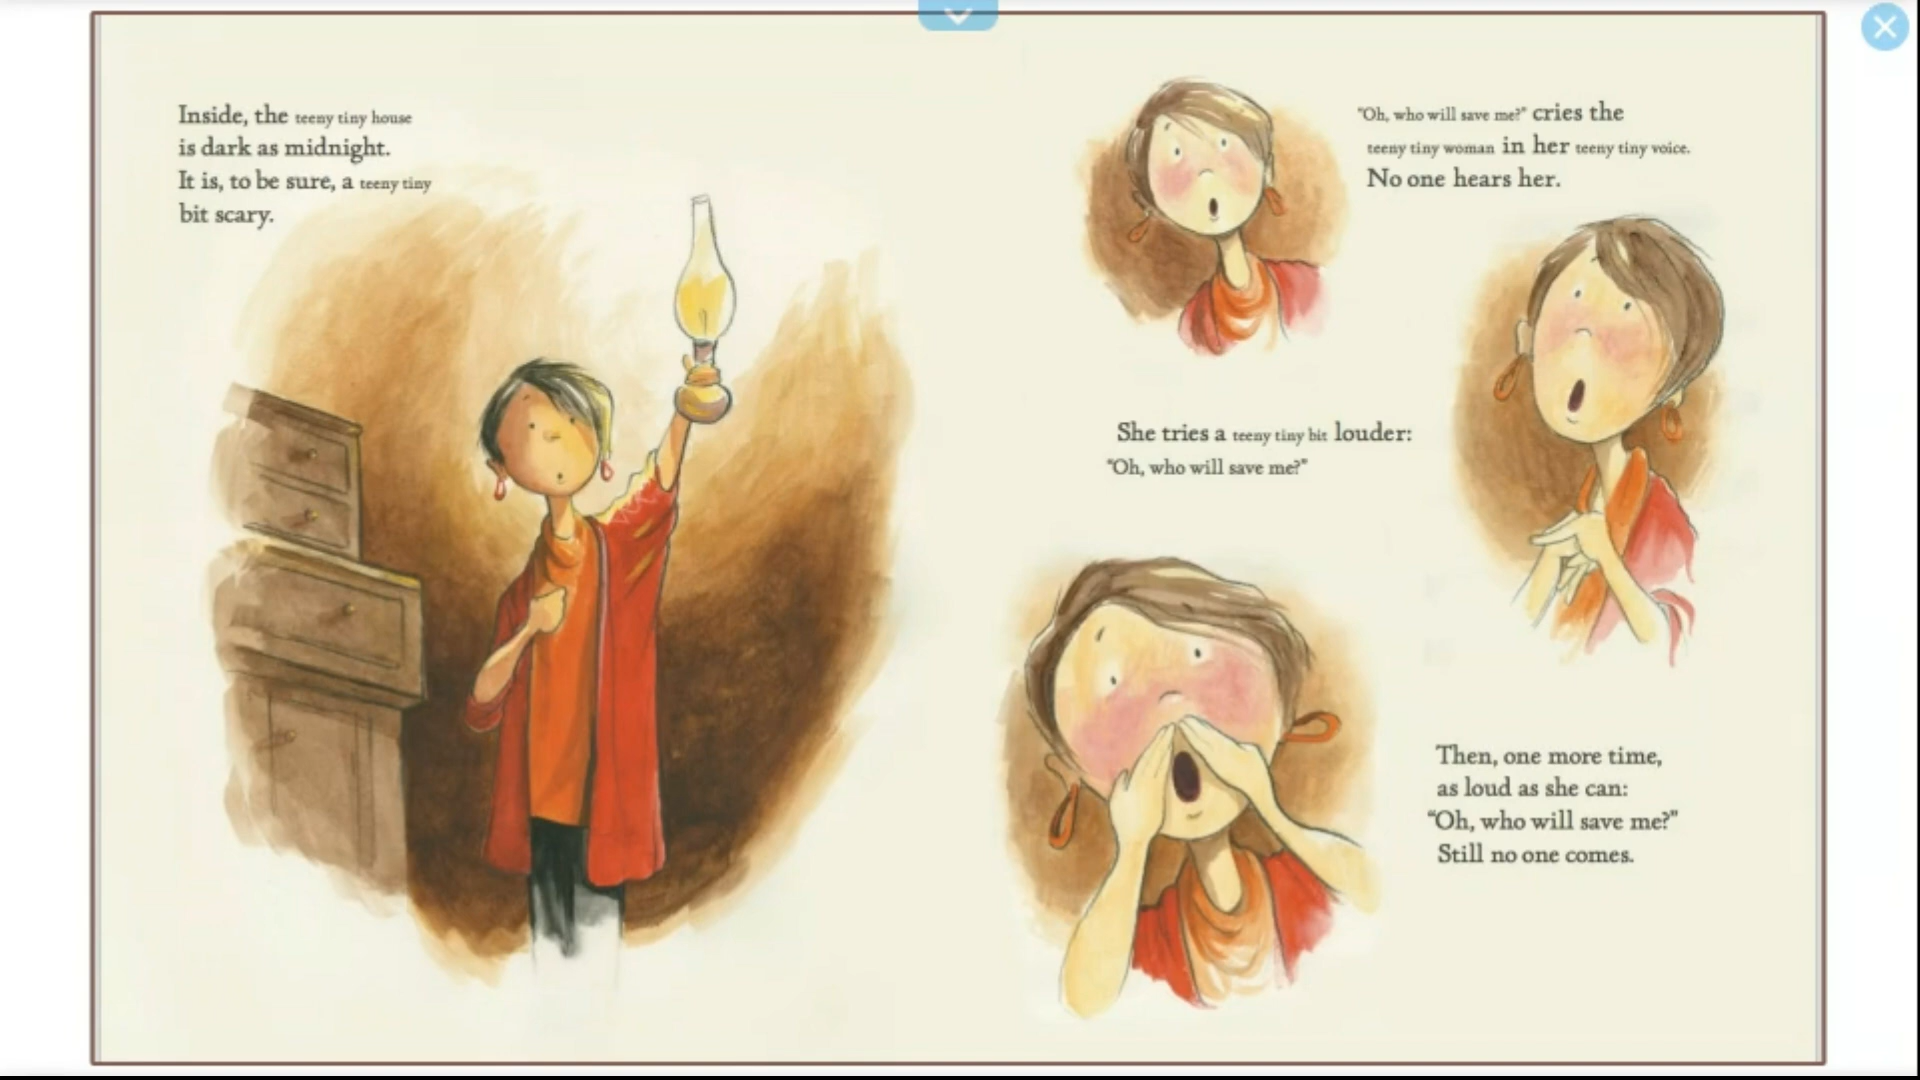 Inside, the teeny tiny house
is dark as midnight.
It is, to be sure, a teeny tiny
bit scary.
"Oh, who will save me?" cries the
teeny tiny woman in her teeny tiny voice.
No one hears her.
She tries a teeny tiny bit louder:
"Oh, who will save me?"
Then, one more time,
as loud as she can:
"Oh, who will save me?"
Still no one comes.